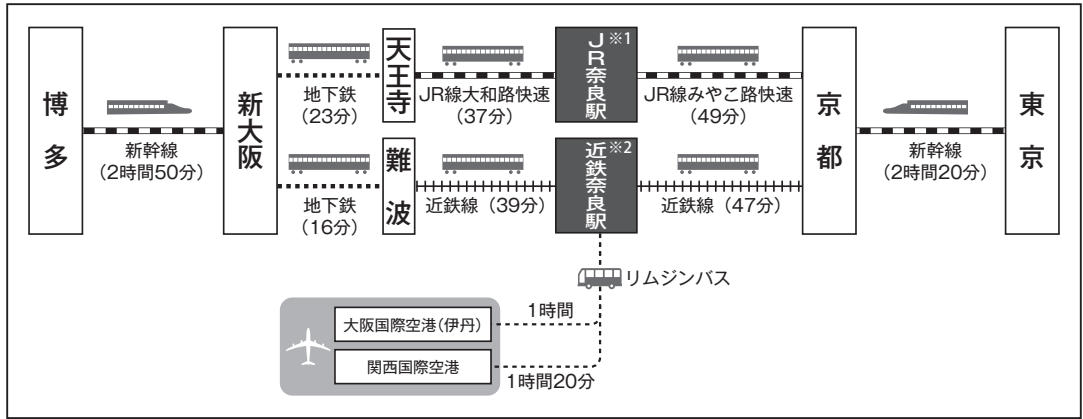 博多
新幹線
（2時間50分）
新大阪
地下鉄
（23分）
天王寺
JR線大和路快速
（37分）
JR奈良駅
※1
JR線みやこ路快速
（49分）
地下鉄
（16分）
難波
近鉄線（39分）
近鉄奈良駅
※2
近鉄線（47分）
京都
新幹線
（2時間20分）
東京
リムジンバス
大阪国際空港（伊丹）
1時間
関西国際空港
1時間20分